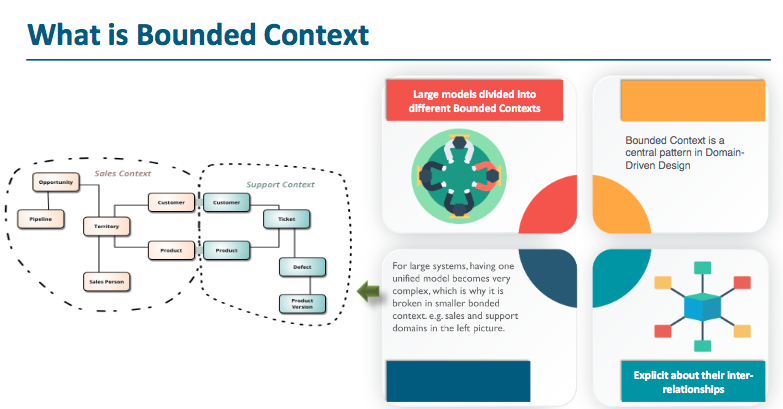 What is Bounded Context
Large models divided into
different Bounded Contexts
Bounded Context is a
central pattern in Domain-
Driven Design
Sales Context
Support Context
Opportunity
Pipeline
Territory
Customer
Product
Sales Person
Customer
Ticket
Product
Defect
Product
Version
For large systems, having one
unified model becomes very
complex, which is why it is
broken in smaller bonded
context. e.g. sales and support
domains in the left picture.
Explicit about their inter-
relationships